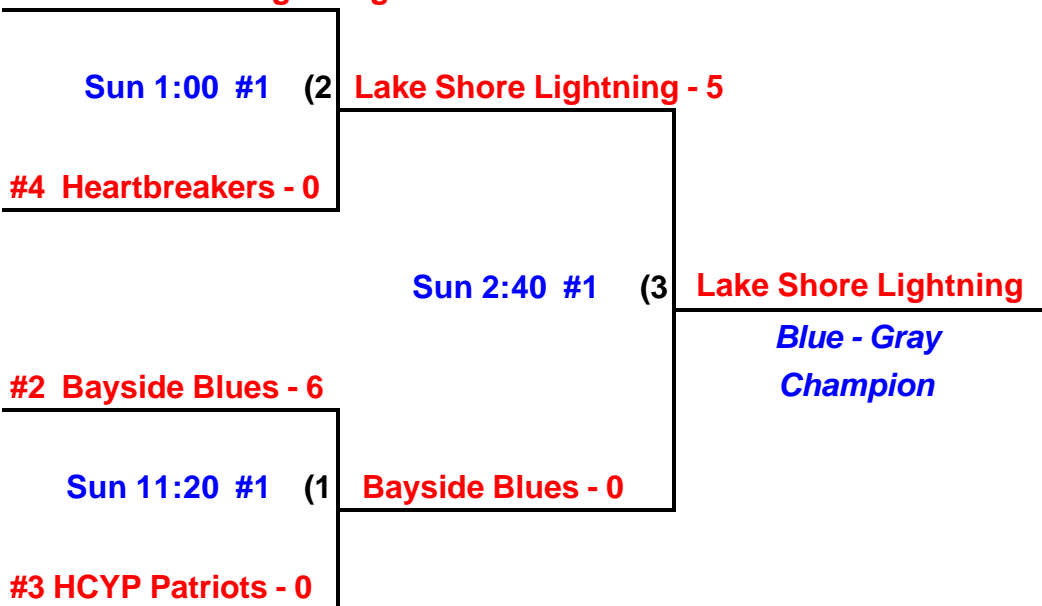 Sun 1:00 #1 (2
Lake Shore Lightning - 5
#4 Heartbreakers - 0
Sun 2:40 #1 (3
Lake Shore Lightning
Blue - Gray
Champion
#2 Bayside Blues - 6
Sun 11:20 #1 (1
Bayside Blues - 0
#3 HCYP Patriots - 0